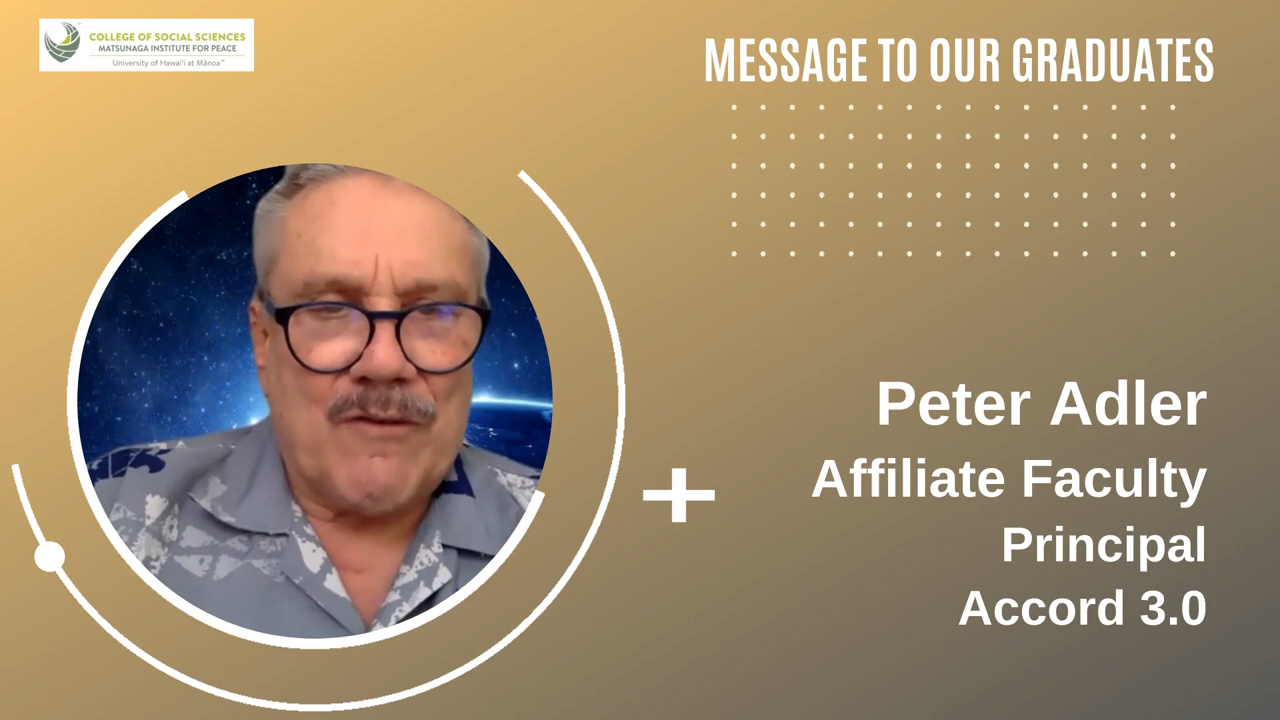 COLLEGE OF SOCIAL SCIENCES
MATSUNAGA INSTITUTE FOR PEACE
University of Hawai'i at Mānoa™
MESSAGE TO OUR GRADUATES
Peter Adler
Affiliate Faculty
Principal
Accord 3.0